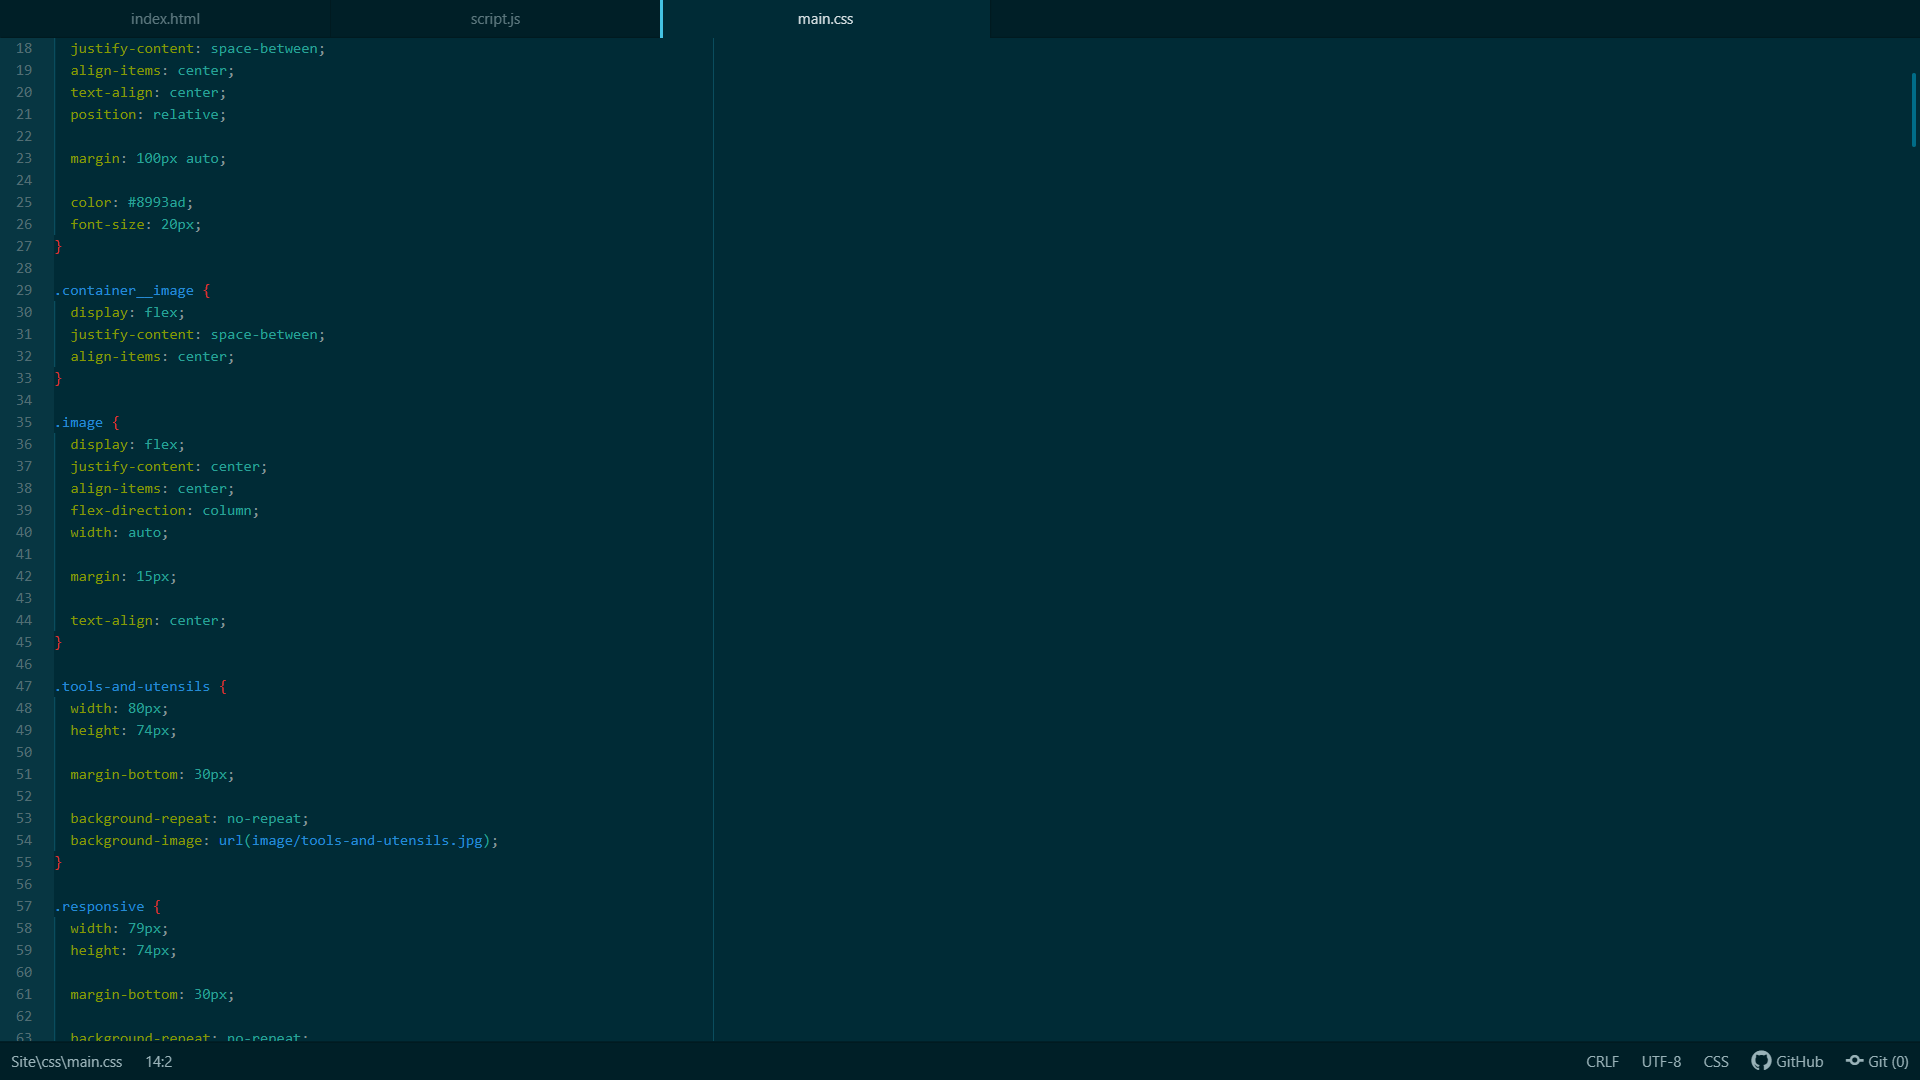 index.html script.js main.css
18 justify-content: space-between;
19 align-items: center;
20 text-align: center;
21 position: relative;
22
23 margin: 100px auto;
24
25 color: #8993ad;
26 font-size: 20px;
27 }
28
29 .container__image {
30 display: flex;
31 justify-content: space-between;
32 align-items: center;
33 }
34
35 .image {
36 display: flex;
37 justify-content: center;
38 align-items: center;
39 flex-direction: column;
40 width: auto;
41
42 margin: 15px;
43
44 text-align: center;
45 }
46
47 .tools-and-utensils {
48 width: 80px;
49 height: 74px;
50
51 margin-bottom: 30px;
52
53 background-repeat: no-repeat;
54 background-image: url(image/tools-and-utensils.jpg);
55 }
56
57 .responsive {
58 width: 79px;
59 height: 74px;
60
61 margin-bottom: 30px;
62
63 background-repeat: no-repeat;
Site\css\main.css 14:2 CRLF UTF-8 CSS GitHub Git (0)